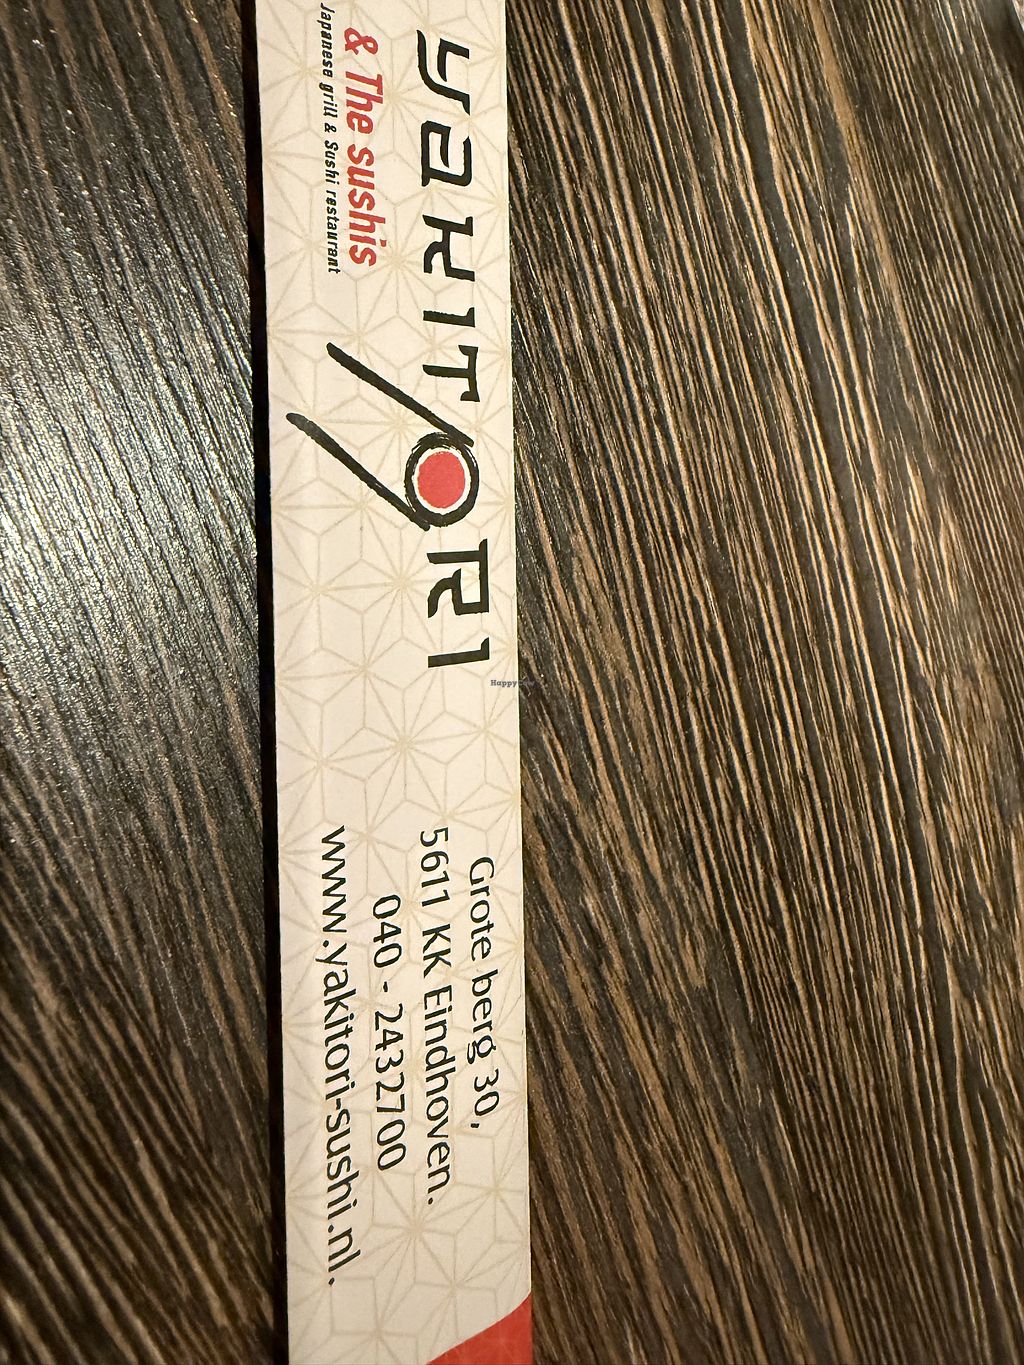 YAKITORI
& The sushis
Japanese grill & Sushi restaurant
Grote berg 30,
5611 KK Eindhoven.
040 - 2432700
www.yakitori-sushi.nl.
HappyCow